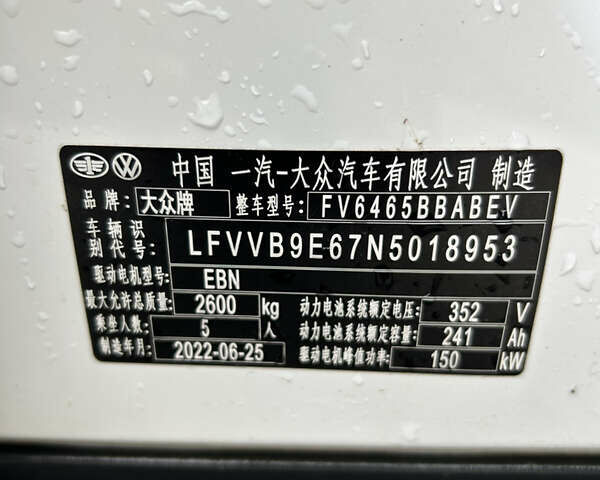 中国 一汽-大众汽车有限公司 制造
品牌: 大众牌 整车型号: FV6465BBABEV
车辆识别代号: LFVVB9E67N5018953
驱动电机型号: EBN
最大允许总质量: 2600 kg 动力电池系统额定电压: 352 V
乘坐人数: 5 人 动力电池系统额定容量: 241 Ah
制造年月: 2022-06-25 驱动电机峰值功率: 150 kW